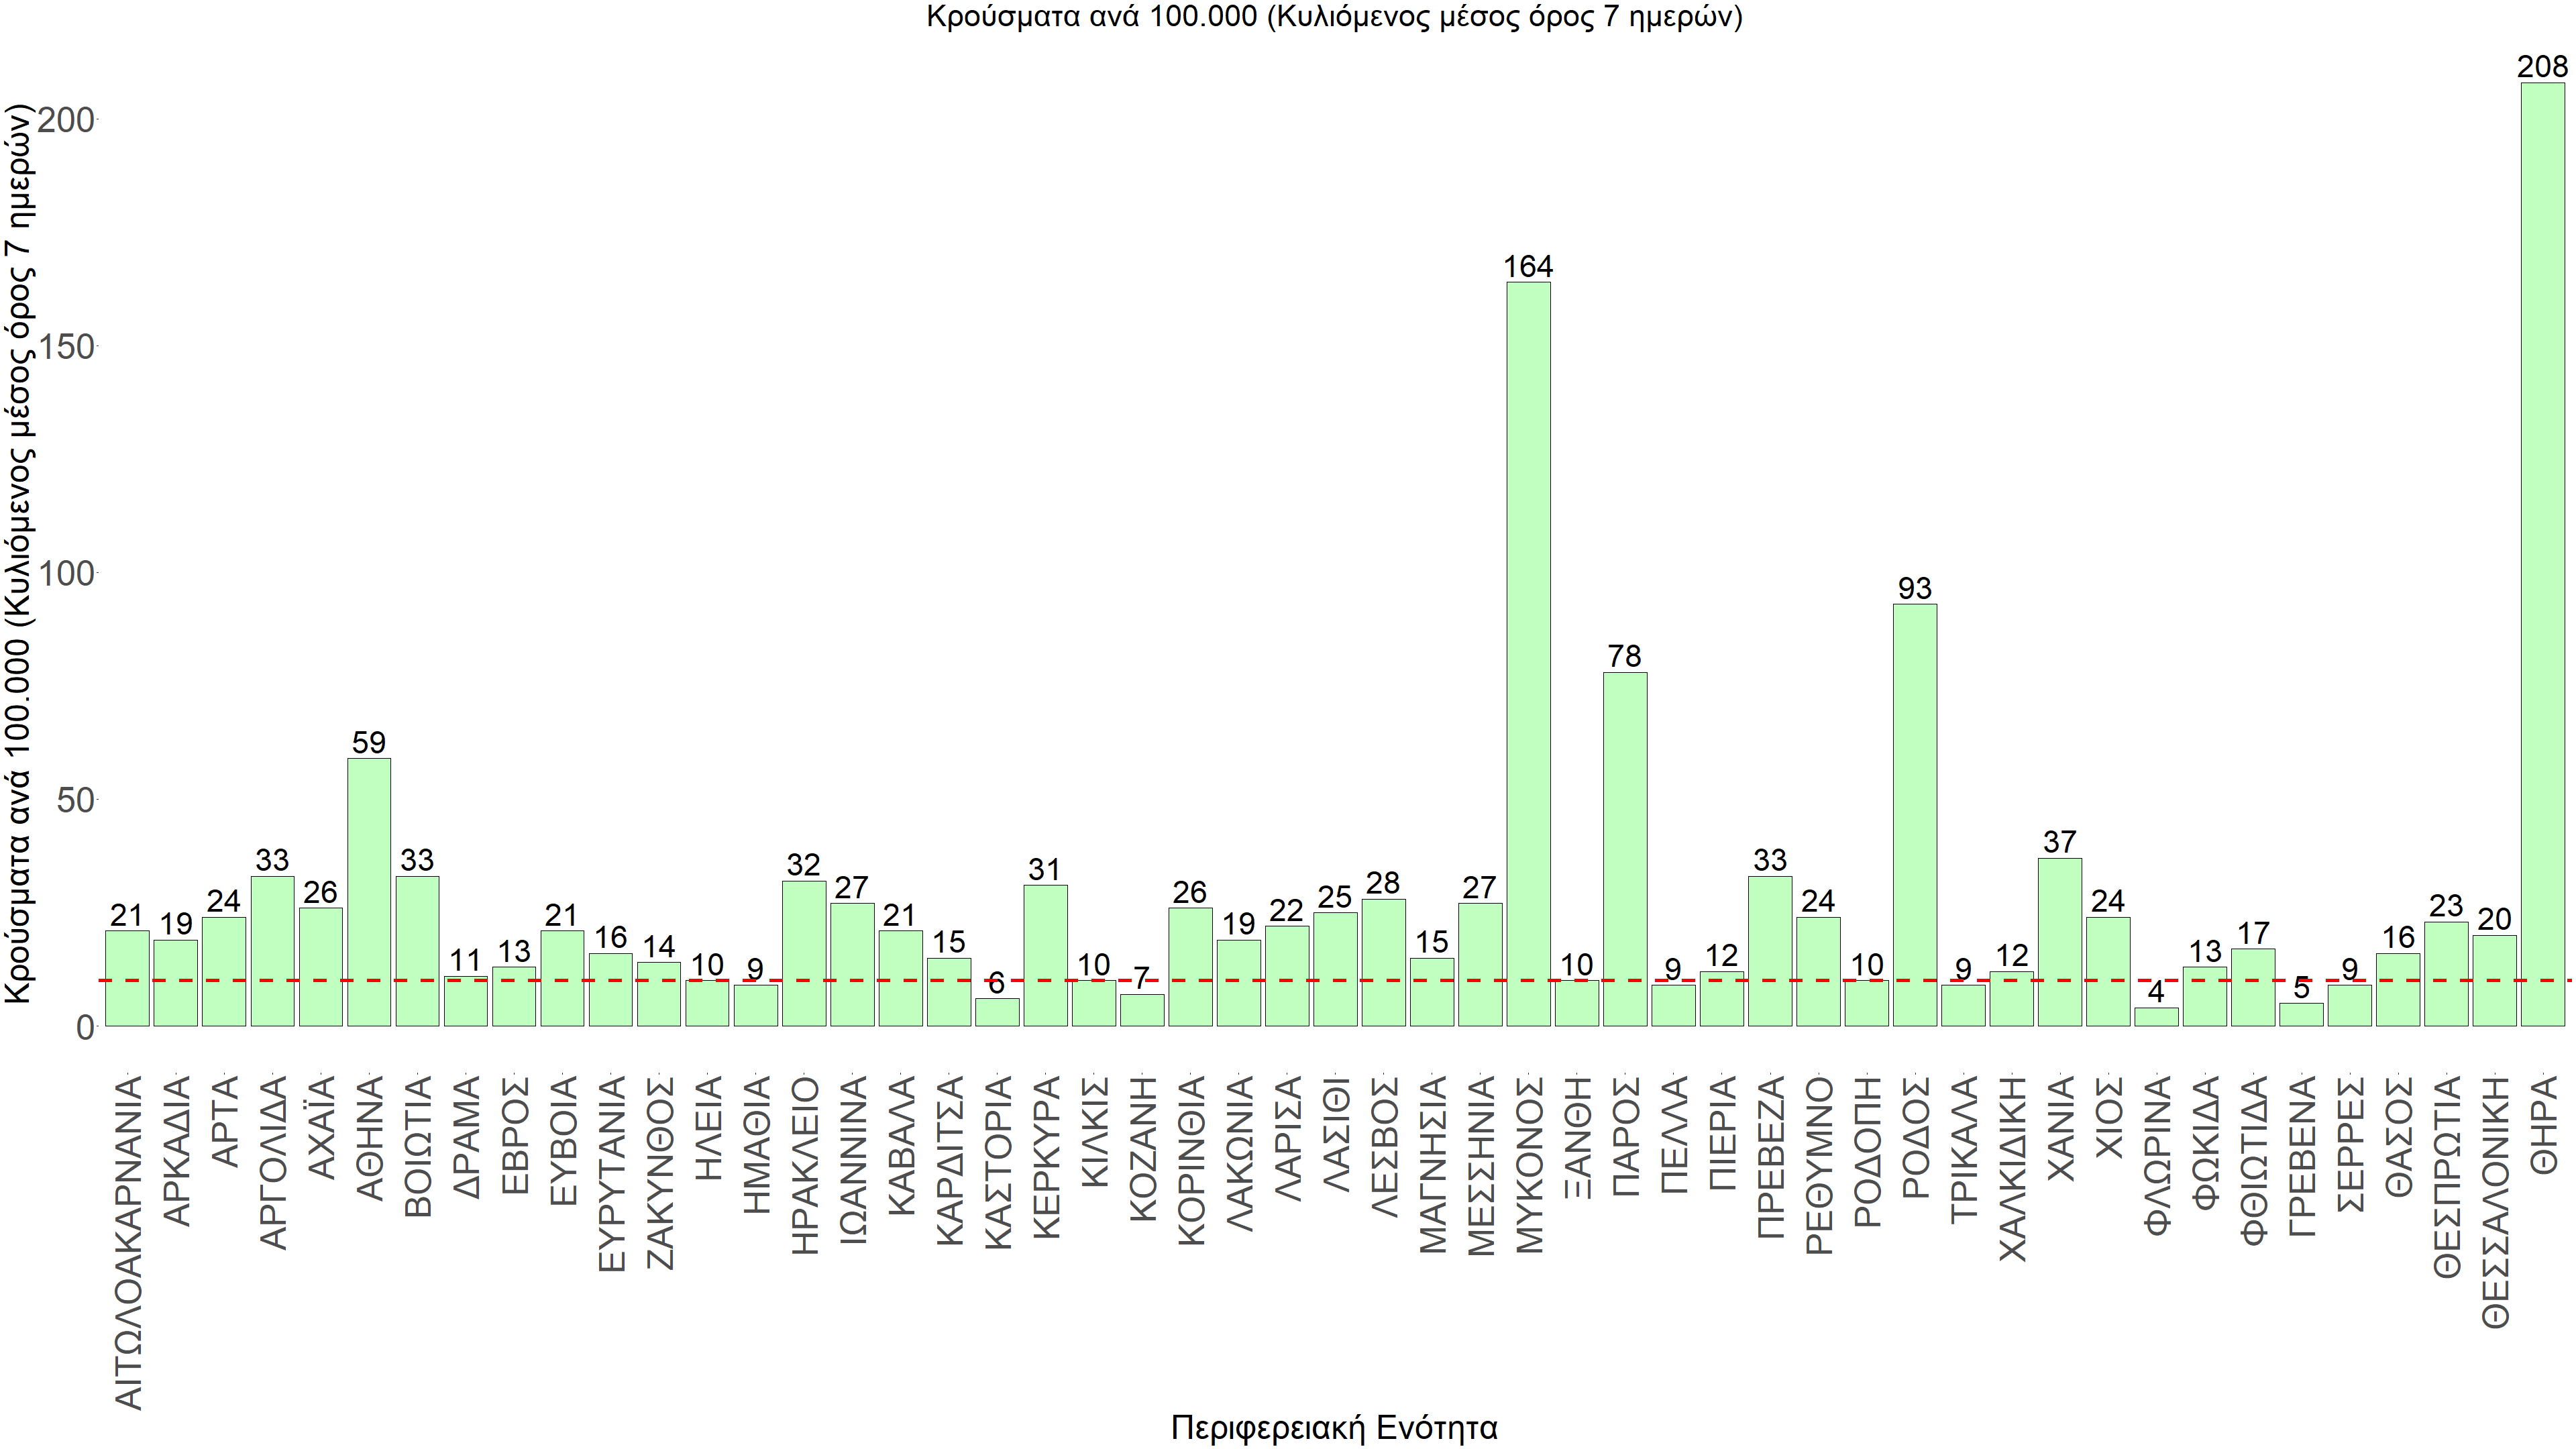 Κρούσματα ανά 100.000 (Κυλιόμενος μέσος όρος 7 ημερών)
Κρούσματα ανά 100.000 (Κυλιόμενος μέσος όρος 7 ημερών)
200
150
100
50
0
21
19
24
33
26
59
33
11
13
21
16
14
10
9
32
27
21
15
6
31
10
7
26
19
22
25
28
15
27
164
10
78
9
12
33
24
10
93
9
12
37
24
4
13
17
5
9
16
23
20
208
ΑΙΤΩΛΟΑΚΑΡΝΑΝΙΑ
ΑΡΚΑΔΙΑ
ΑΡΤΑ
ΑΡΓΟΛΙΔΑ
ΑΧΑΪΑ
ΑΘΗΝΑ
ΒΟΙΩΤΙΑ
ΔΡΑΜΑ
ΕΒΡΟΣ
ΕΥΒΟΙΑ
ΕΥΡΥΤΑΝΙΑ
ΖΑΚΥΝΘΟΣ
ΗΛΕΙΑ
ΗΜΑΘΙΑ
ΗΡΑΚΛΕΙΟ
ΙΩΑΝΝΙΝΑ
ΚΑΒΑΛΑ
ΚΑΡΔΙΤΣΑ
ΚΑΣΤΟΡΙΑ
ΚΕΡΚΥΡΑ
ΚΙΛΚΙΣ
ΚΟΖΑΝΗ
ΚΟΡΙΝΘΙΑ
ΛΑΚΩΝΙΑ
ΛΑΡΙΣΑ
ΛΑΣΙΘΙ
ΛΕΣΒΟΣ
ΜΑΓΝΗΣΙΑ
ΜΕΣΣΗΝΙΑ
ΜΥΚΟΝΟΣ
ΞΑΝΘΗ
ΠΑΡΟΣ
ΠΕΛΛΑ
ΠΙΕΡΙΑ
ΠΡΕΒΕΖΑ
ΡΕΘΥΜΝΟ
ΡΟΔΟΠΗ
ΡΟΔΟΣ
ΤΡΙΚΑΛΑ
ΧΑΛΚΙΔΙΚΗ
ΧΑΝΙΑ
ΧΙΟΣ
ΦΛΩΡΙΝΑ
ΦΩΚΙΔΑ
ΦΘΙΩΤΙΔΑ
ΓΡΕΒΕΝΑ
ΣΕΡΡΕΣ
ΘΑΣΟΣ
ΘΕΣΠΡΩΤΙΑ
ΘΕΣΣΑΛΟΝΙΚΗ
ΘΗΡΑ
Περιφερειακή Ενότητα